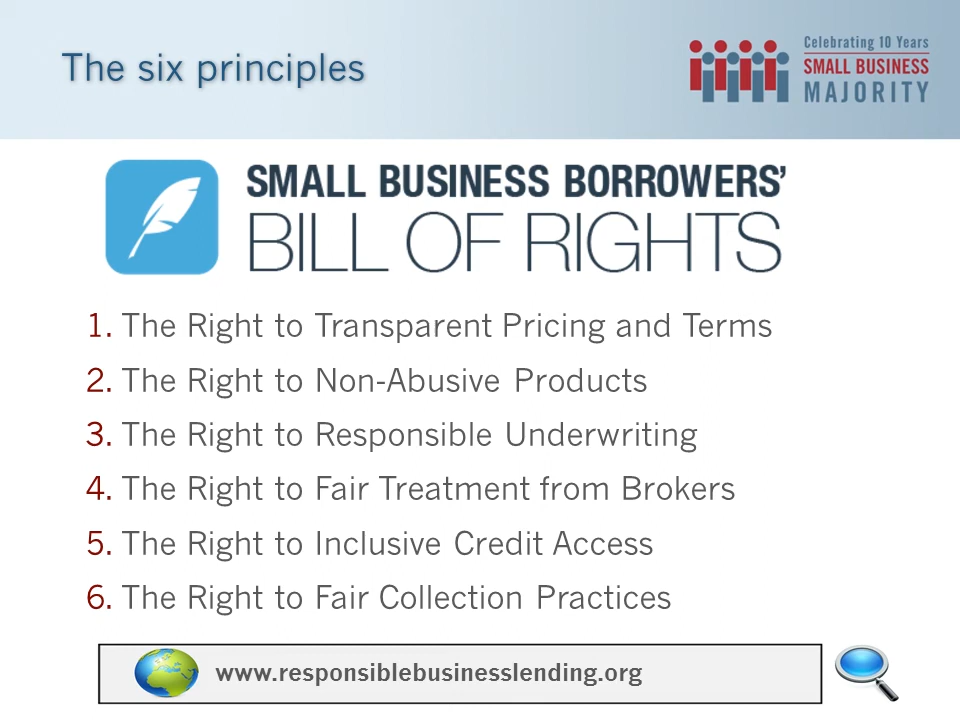 The six principles
Celebrating 10 Years
SMALL BUSINESS
MAJORITY
SMALL BUSINESS BORROWERS'
BILL OF RIGHTS
1. The Right to Transparent Pricing and Terms
2. The Right to Non-Abusive Products
3. The Right to Responsible Underwriting
4. The Right to Fair Treatment from Brokers
5. The Right to Inclusive Credit Access
6. The Right to Fair Collection Practices
www.responsiblebusinesslending.org